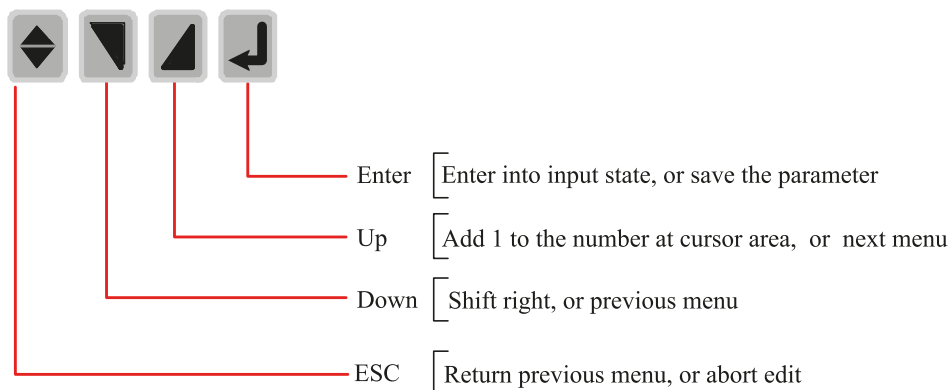 Enter Enter into input state, or save the parameter
Up Add 1 to the number at cursor area, or next menu
Down Shift right, or previous menu
ESC Return previous menu, or abort edit